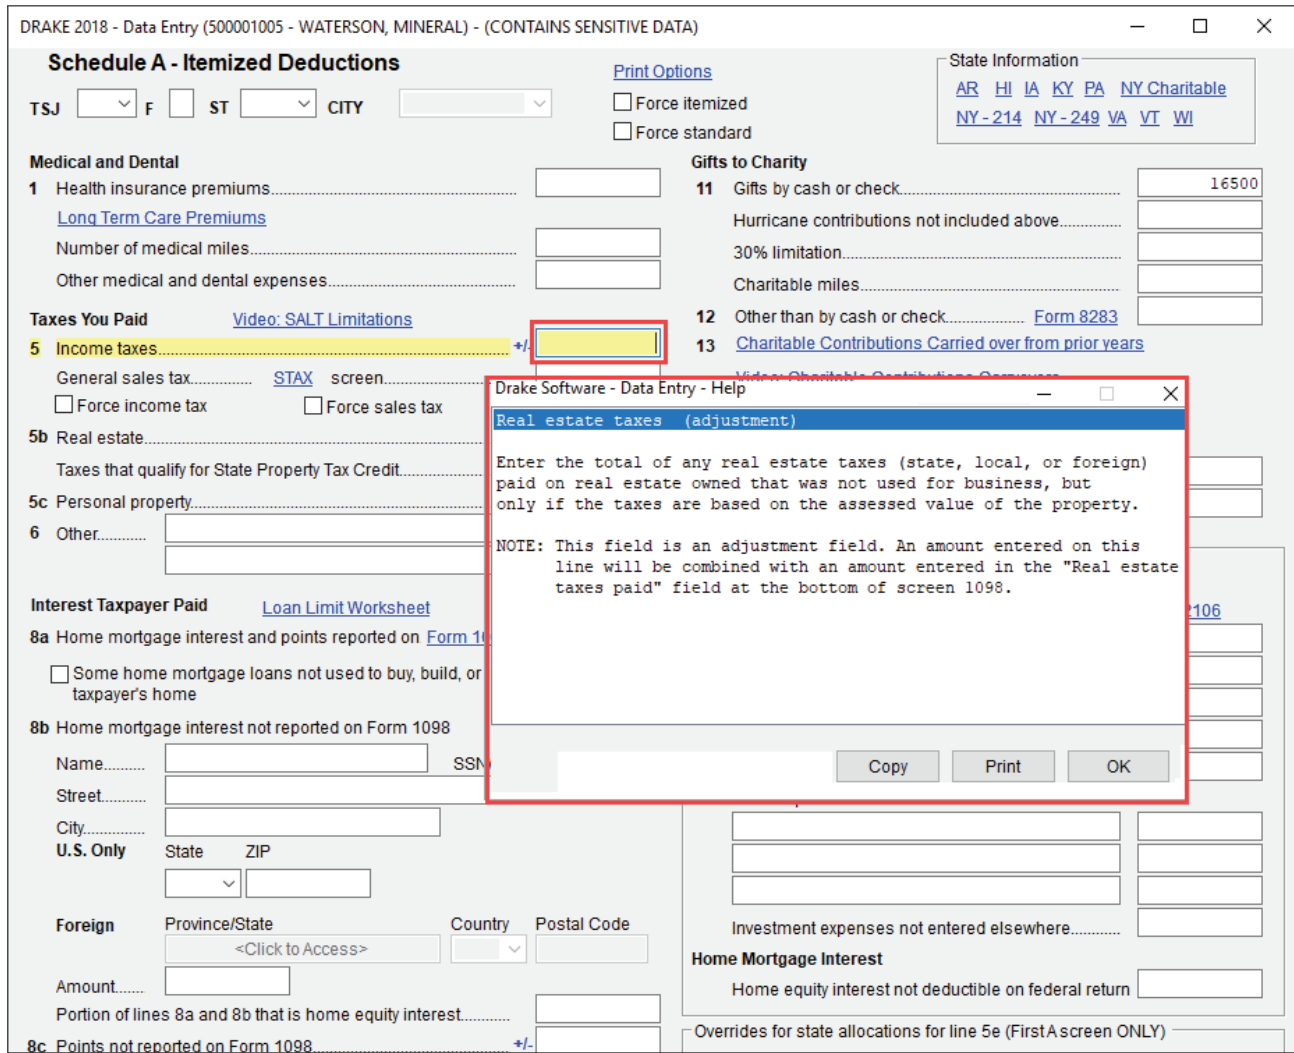 DRAKE 2018 - Data Entry (500001005 - WATERSON, MINERAL) - (CONTAINS SENSITIVE DATA)
Schedule A - Itemized Deductions
TSJ F ST CITY
Print Options
Force itemized
Force standard
State Information
AR HI IA KY PA NY Charitable
NY - 214 NY - 249 VA VT WI
Medical and Dental
1 Health insurance premiums
Long Term Care Premiums
Number of medical miles
Other medical and dental expenses
Taxes You Paid Video: SALT Limitations
5 Income taxes +/-
General sales tax STAX screen
Force income tax Force sales tax
5b Real estate
Taxes that qualify for State Property Tax Credit
5c Personal property
6 Other
Interest Taxpayer Paid Loan Limit Worksheet
8a Home mortgage interest and points reported on Form 10
Some home mortgage loans not used to buy, build, or
taxpayer's home
8b Home mortgage interest not reported on Form 1098
Name SSN
Street
City
U.S. Only State ZIP
Foreign Province/State Country Postal Code
<Click to Access>
Amount
Portion of lines 8a and 8b that is home equity interest
8c Points not reported on Form 1098 +/-
Gifts to Charity
11 Gifts by cash or check 16500
Hurricane contributions not included above
30% limitation
Charitable miles
12 Other than by cash or check Form 8283
13 Charitable Contributions Carried over from prior years
Video: Charitable Contributions Carryovers
Drake Software - Data Entry - Help
Real estate taxes (adjustment)
Enter the total of any real estate taxes (state, local, or foreign)
paid on real estate owned that was not used for business, but
only if the taxes are based on the assessed value of the property.
NOTE: This field is an adjustment field. An amount entered on this
line will be combined with an amount entered in the "Real estate
taxes paid" field at the bottom of screen 1098.
Copy Print OK
2106
Investment expenses not entered elsewhere
Home Mortgage Interest
Home equity interest not deductible on federal return
Overrides for state allocations for line 5e (First A screen ONLY)